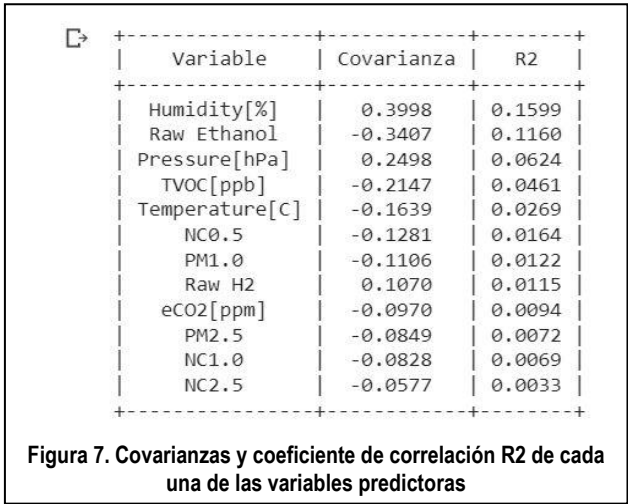 +----------------+------------+--------+
| Variable | Covarianza | R2 |
+----------------+------------+--------+
| Humidity[%] | 0.3998 | 0.1599 |
| Raw Ethanol | -0.3407 | 0.1160 |
| Pressure[hPa] | 0.2498 | 0.0624 |
| TVOC[ppb] | -0.2147 | 0.0461 |
| Temperature[C] | -0.1639 | 0.0269 |
| NC0.5 | -0.1281 | 0.0164 |
| PM1.0 | -0.1106 | 0.0122 |
| Raw H2 | 0.1070 | 0.0115 |
| eCO2[ppm] | -0.0970 | 0.0094 |
| PM2.5 | -0.0849 | 0.0072 |
| NC1.0 | -0.0828 | 0.0069 |
| NC2.5 | -0.0577 | 0.0033 |
+----------------+------------+--------+
Figura 7. Covarianzas y coeficiente de correlación R2 de cada
una de las variables predictoras